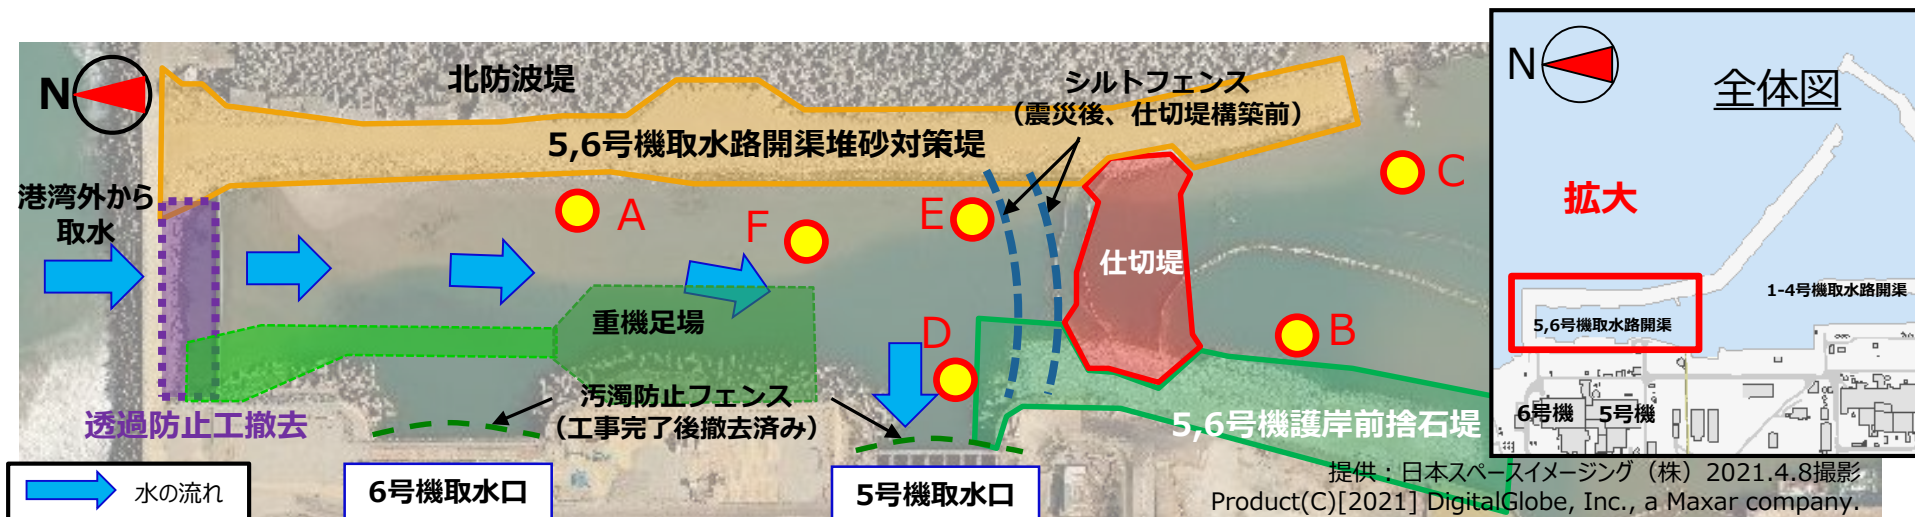 N
北防波堤
シルトフェンス
（震災後、仕切堤構築前）
5,6号機取水路開渠堆砂対策堤
港湾外から
取水
A
F
E
C
仕切堤
重機足場
D
B
汚濁防止フェンス
（工事完了後撤去済み）
透過防止工撤去
5,6号機護岸前捨石堤
水の流れ
6号機取水口
5号機取水口
N
全体図
拡大
1-4号機取水路開渠
5,6号機取水路開渠
6号機
5号機
提供：日本スペースイメージング（株）2021.4.8撮影
Product(C)[2021] DigitalGlobe, Inc., a Maxar company.